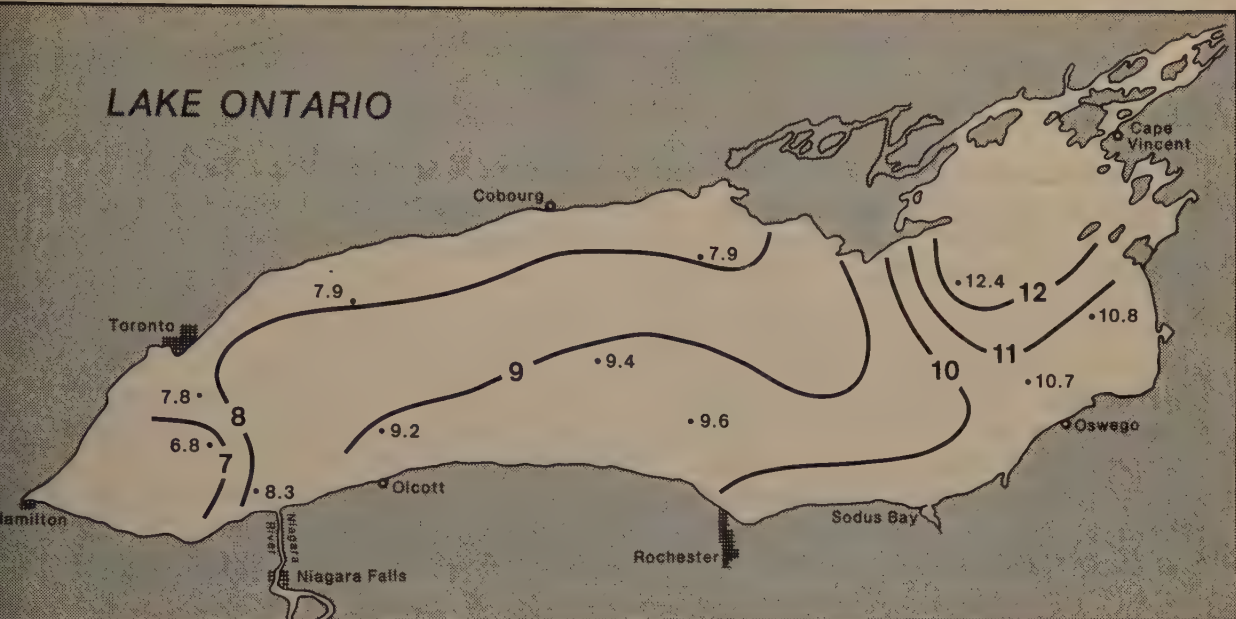 LAKE ONTARIO
Cape
Vincent
Cobourg
7.9
7.9
12.4
12
10.8
Toronto
11
9
9.4
10
10.7
7.8
8
9.2
9.6
Oswego
6.8
7
8.3
Olcott
Hamilton
Sodus Bay
Niagara
River
Rochester
Niagara Falls